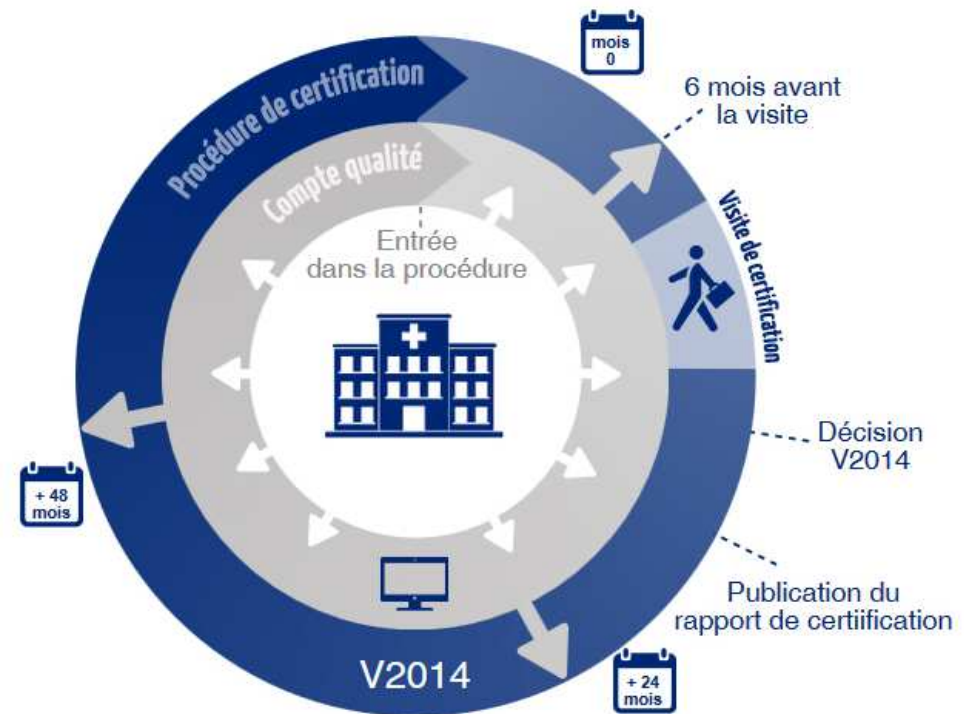 mois
0
6 mois avant
la visite
Procédure de certification
Compte qualité
Entrée
dans la procédure
Visite de certification
Décision
V2014
+ 48
mois
Publication du
rapport de certiification
V2014
+ 24
mois